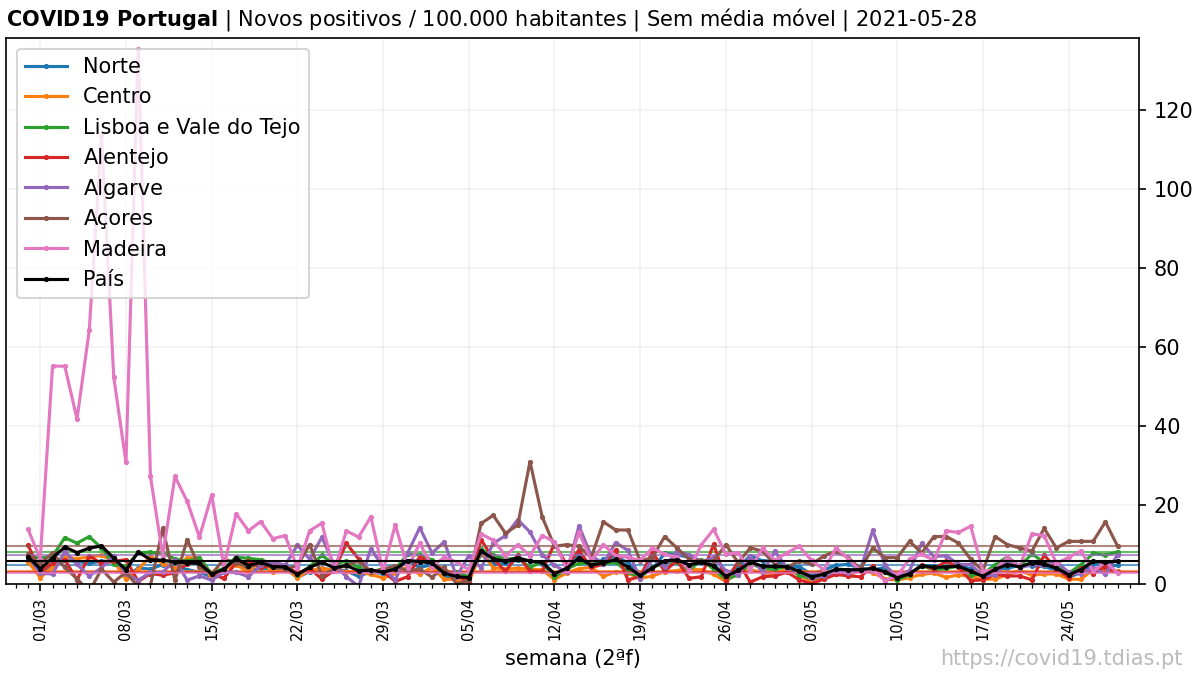 COVID19 Portugal | Novos positivos / 100.000 habitantes | Sem média móvel | 2021-05-28
Norte
Centro
Lisboa e Vale do Tejo
Alentejo
Algarve
Açores
Madeira
País
120
100
80
60
40
20
0
01/03
08/03
15/03
22/03
29/03
05/04
12/04
19/04
26/04
03/05
10/05
17/05
24/05
semana (2ªf)
https://covid19.tdias.pt